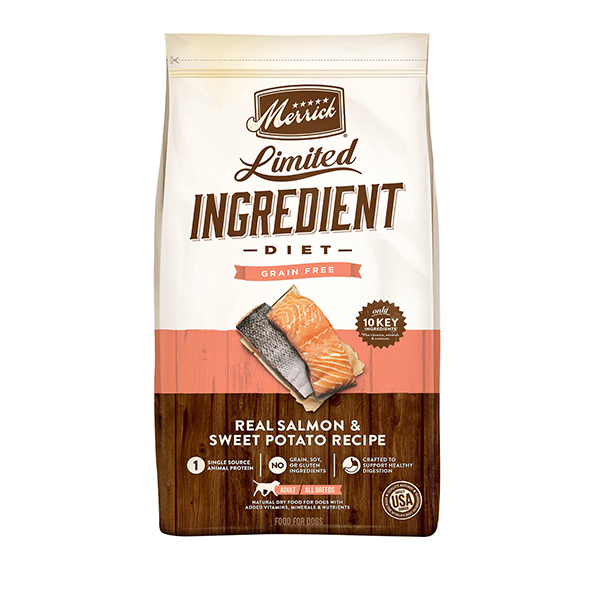 Merrick
Limited
INGREDIENT
DIET
GRAIN FREE
only
10 KEY
INGREDIENTS*
REAL SALMON &
SWEET POTATO RECIPE
1 SINGLE SOURCE
ANIMAL PROTEIN
NO GRAIN, SOY,
OR GLUTEN
INGREDIENTS
CRAFTED TO
SUPPORT HEALTHY
DIGESTION
ADULT / ALL BREEDS
NATURAL DRY FOOD FOR DOGS WITH
ADDED VITAMINS, MINERALS & NUTRIENTS
USA
FOOD FOR DOGS